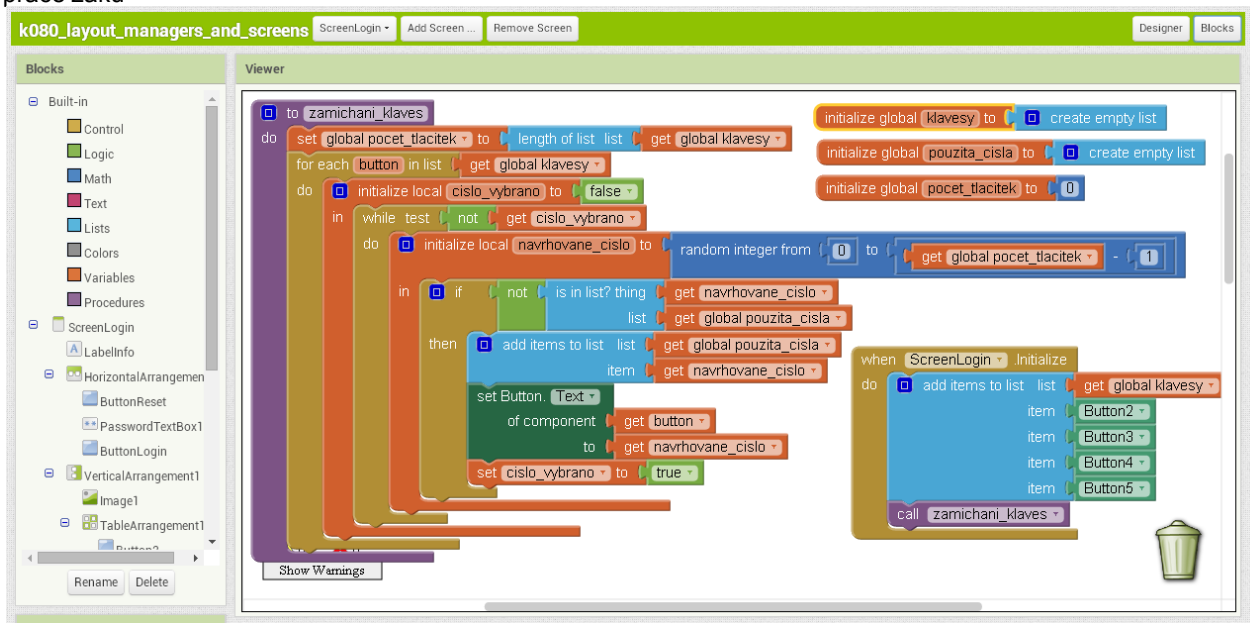 práce žáků
k080_layout_managers_and_screens ScreenLogin Add Screen ... Remove Screen Designer Blocks
Blocks
Viewer
Built-in
Control
Logic
Math
Text
Lists
Colors
Variables
Procedures
ScreenLogin
LabelInfo
HorizontalArrangemen
ButtonReset
PasswordTextBox1
ButtonLogin
VerticalArrangement1
Image1
TableArrangement1
Rename Delete
to zamichani_klaves
do set global pocet_tlacitek to length of list list get global klavesy
for each button in list get global klavesy
do initialize local cislo_vybrano to false
in while test not get cislo_vybrano
do initialize local navrhovane_cislo to random integer from 0 to get global pocet_tlacitek - 1
in if not is in list? thing get navrhovane_cislo
list get global pouzita_cisla
then add items to list list get global pouzita_cisla
item get navrhovane_cislo
set Button. Text
of component get button
to get navrhovane_cislo
set cislo_vybrano to true
Show Warnings
initialize global klavesy to create empty list
initialize global pouzita_cisla to create empty list
initialize global pocet_tlacitek to 0
when ScreenLogin .Initialize
do add items to list list get global klavesy
item Button2
item Button3
item Button4
item Button5
call zamichani_klaves